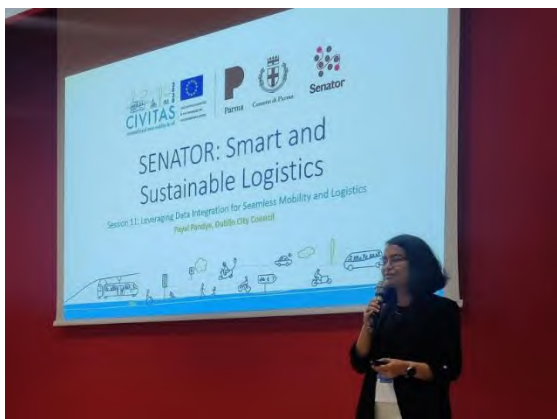 CIVITAS
Parma
Comune di Parma
Senator
SENATOR: Smart and
Sustainable Logistics
Session 11: Leveraging Data Integration for Seamless Mobility and Logistics
Payal Pandya, Dublin City Council